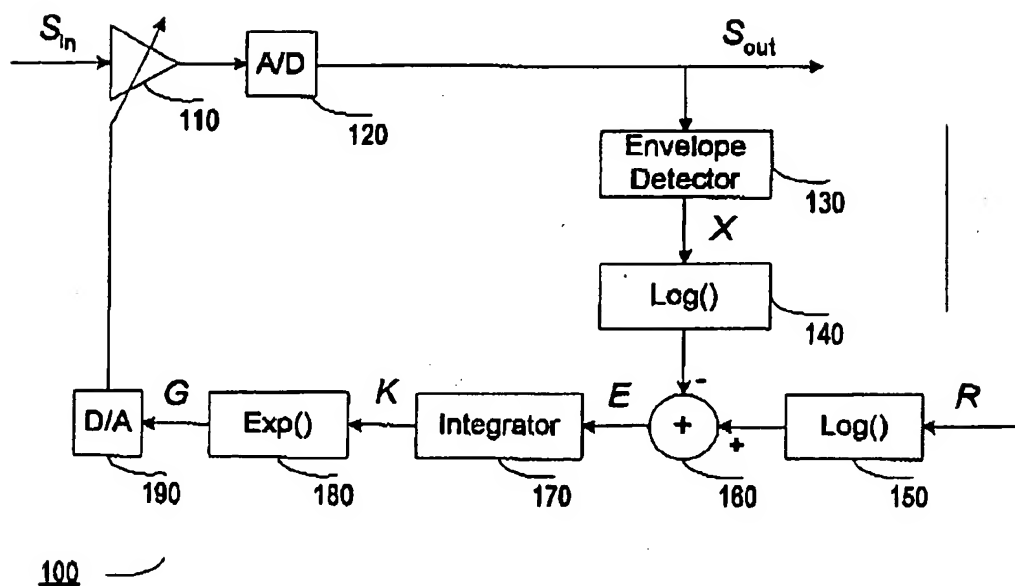 S_in
A/D
S_out
110
120
Envelope
Detector
130
X
Log()
140
-
G
K
E
R
D/A
Exp()
Integrator
+
+
Log()
190
180
170
160
150
100